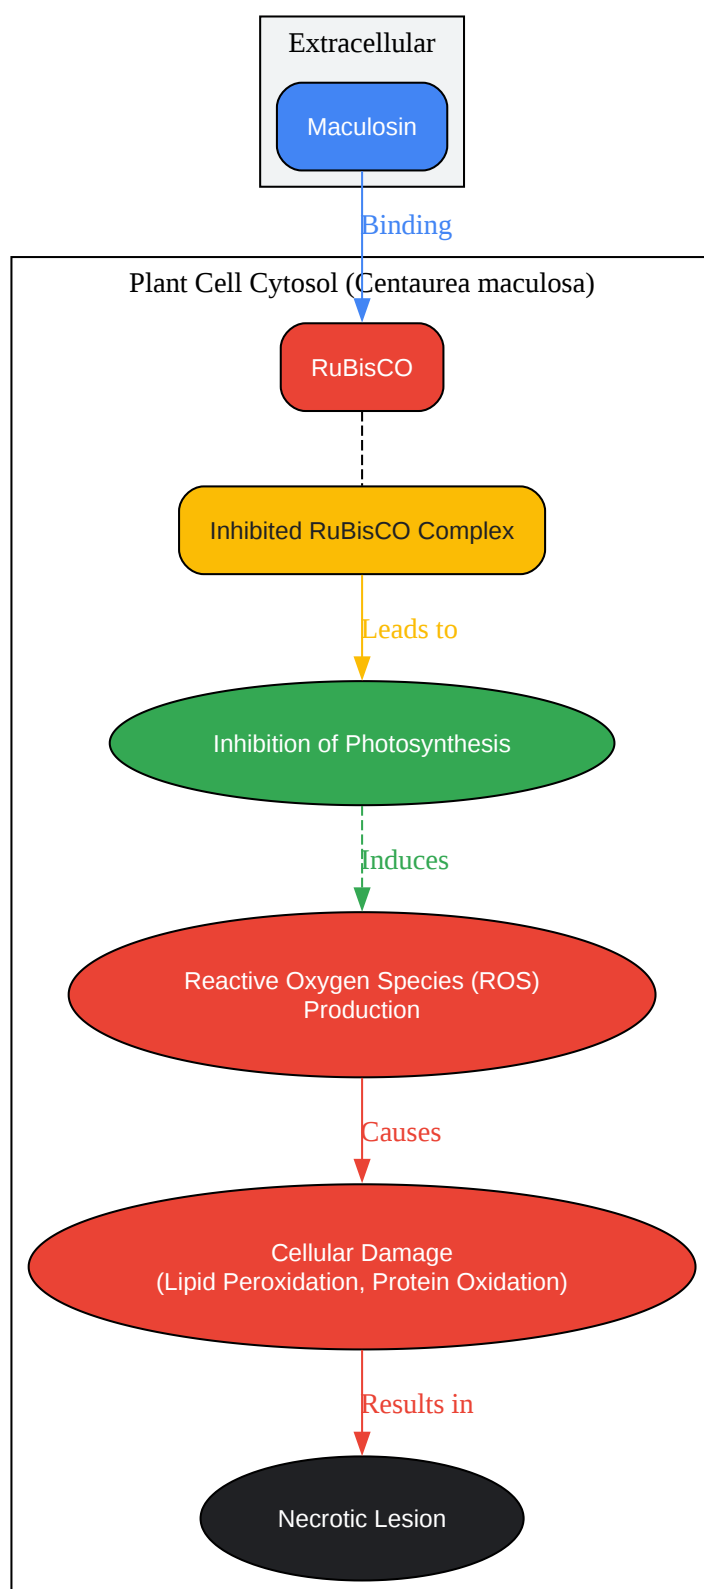 Extracellular
Maculosin
Binding
Plant Cell Cytosol (Centaurea maculosa)
RuBisCO
Inhibited RuBisCO Complex
Leads to
Inhibition of Photosynthesis
Induces
Reactive Oxygen Species (ROS)
Production
Causes
Cellular Damage
(Lipid Peroxidation, Protein Oxidation)
Results in
Necrotic Lesion